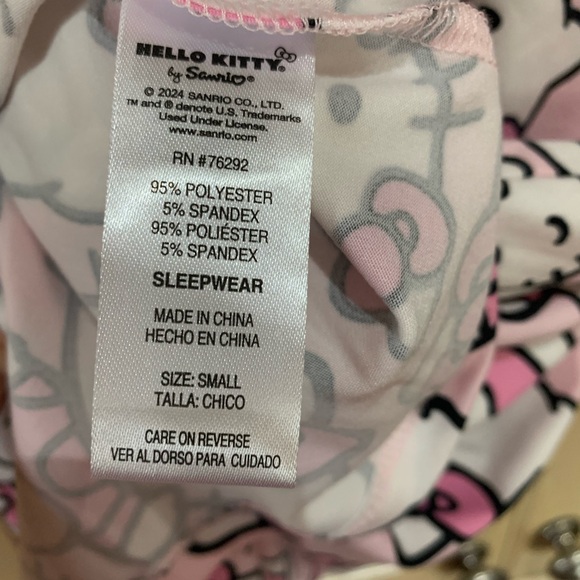 HELLO KITTY®
by Sanrio®
© 2024 SANRIO CO., LTD.
TM and ® denote U.S. Trademarks
Used Under License.
www.sanrio.com
RN #76292
95% POLYESTER
5% SPANDEX
95% POLIÉSTER
5% SPANDEX
SLEEPWEAR
MADE IN CHINA
HECHO EN CHINA
SIZE: SMALL
TALLA: CHICO
CARE ON REVERSE
VER AL DORSO PARA CUIDADO